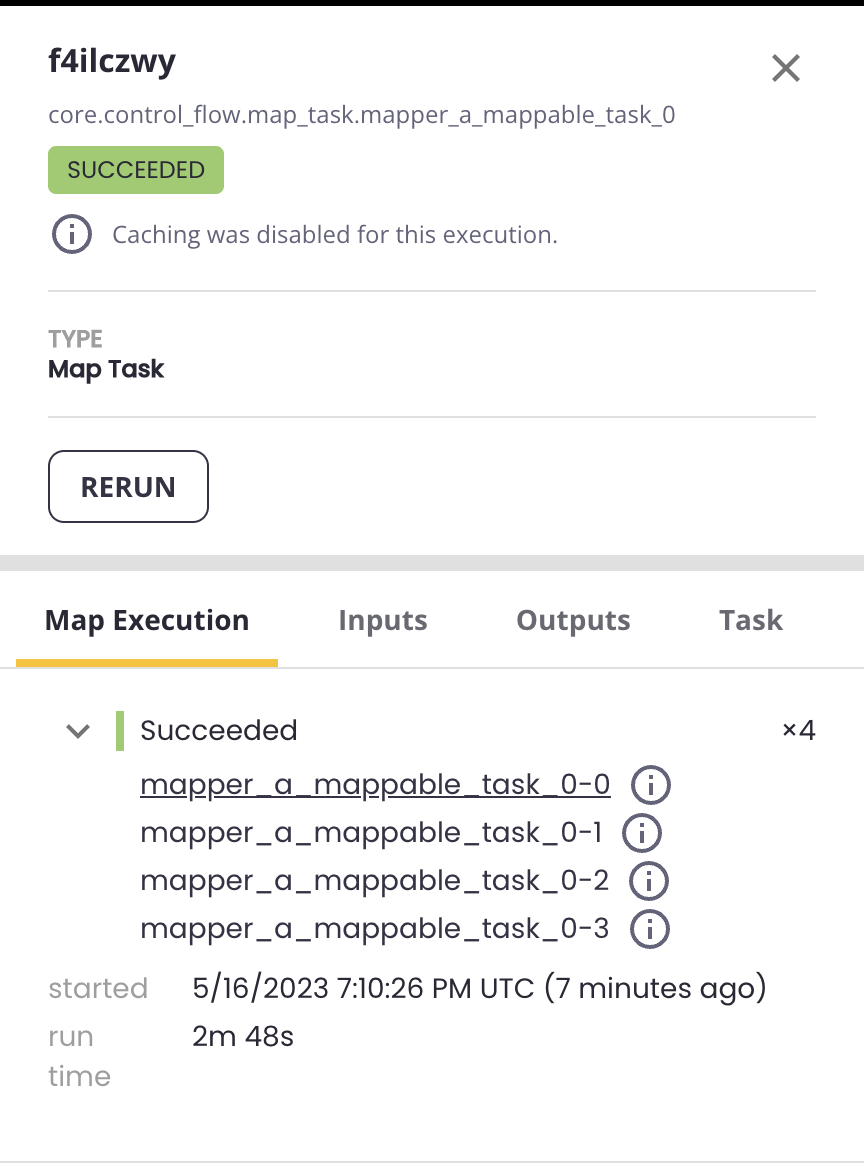 f4ilczwy
core.control_flow.map_task.mapper_a_mappable_task_0
SUCCEEDED
Caching was disabled for this execution.
TYPE
Map Task
RERUN
Map Execution Inputs Outputs Task
Succeeded ×4
mapper_a_mappable_task_0-0
mapper_a_mappable_task_0-1
mapper_a_mappable_task_0-2
mapper_a_mappable_task_0-3
started 5/16/2023 7:10:26 PM UTC (7 minutes ago)
run 2m 48s
time